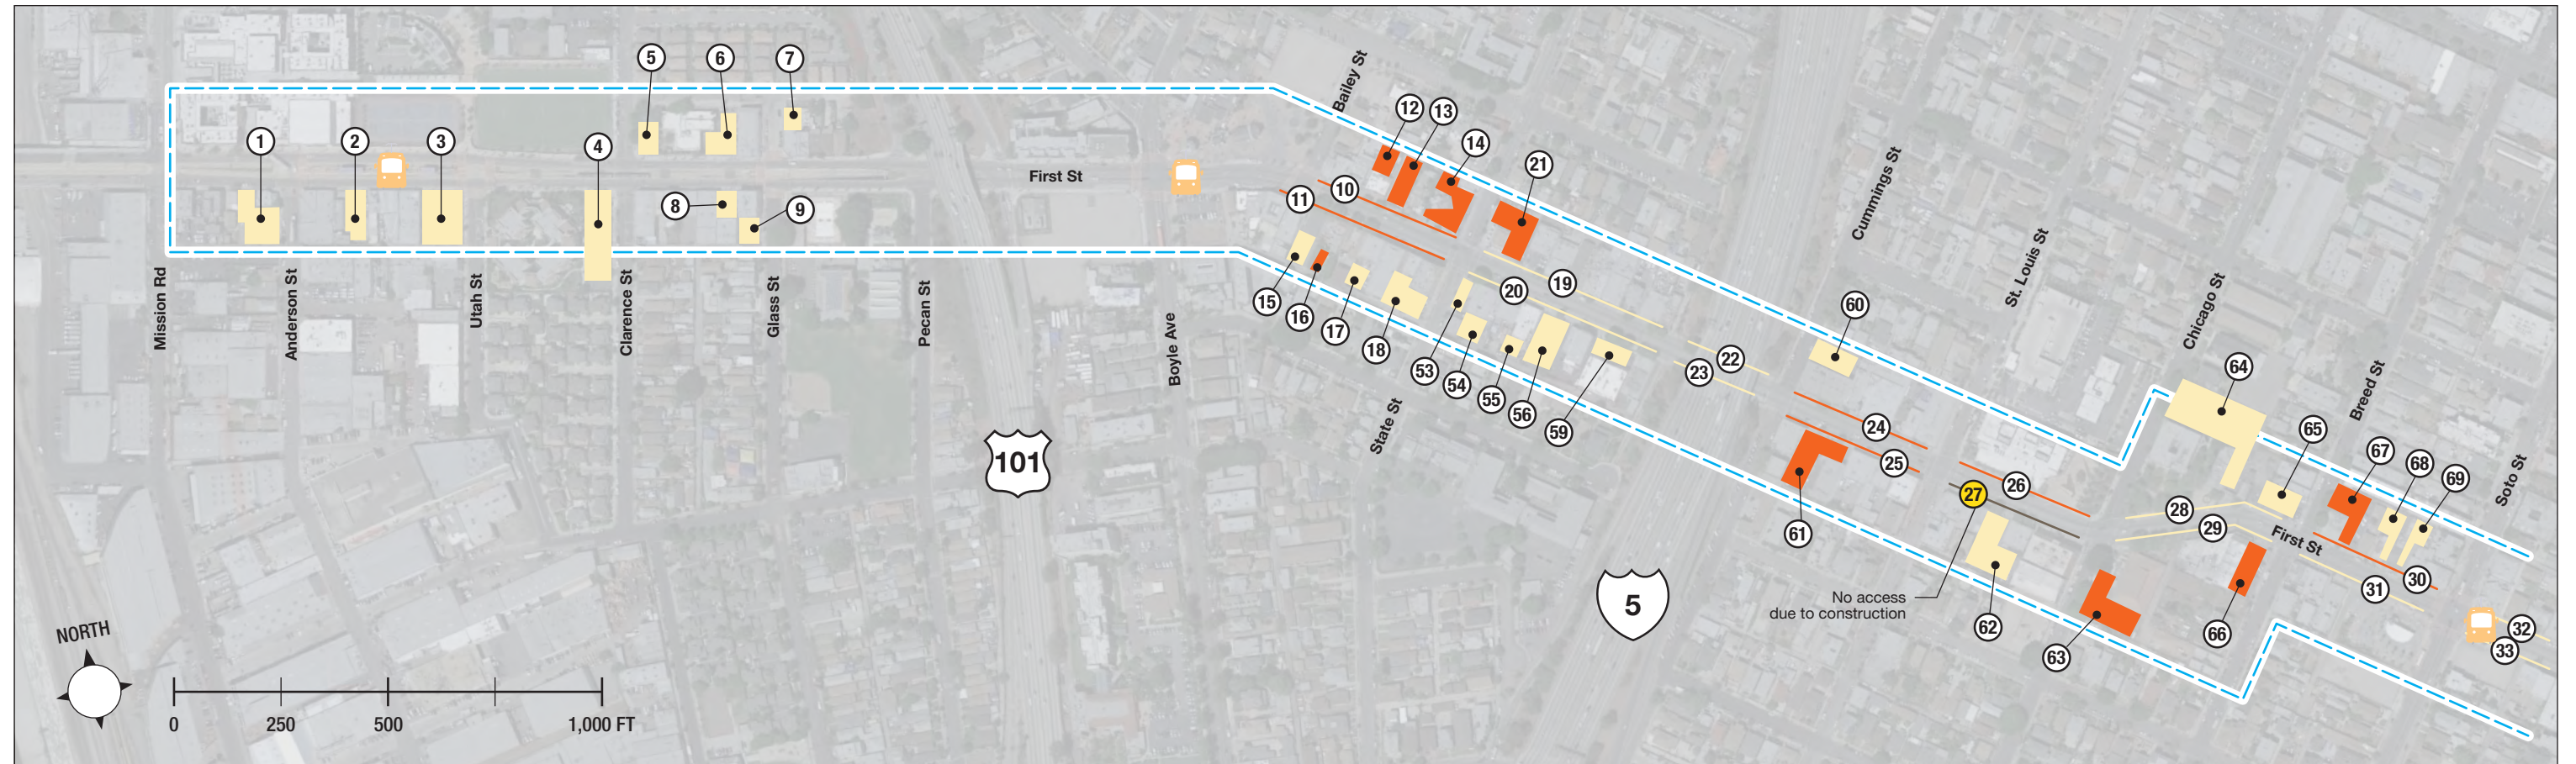 5
6
7
1
2
3
4
8
9
First St
Mission Rd
Anderson St
Utah St
Clarence St
Glass St
Pecan St
Boyle Ave
101
Bailey St
12
13
14
21
10
11
15
16
17
18
20
19
53
54
55
56
59
State St
22
23
60
Cummings St
St. Louis St
Chicago St
24
25
26
27
61
5
No access
due to construction
62
63
64
65
28
29
First St
66
67
68
69
Breed St
Soto St
30
31
32
33
NORTH
0
250
500
1,000 FT